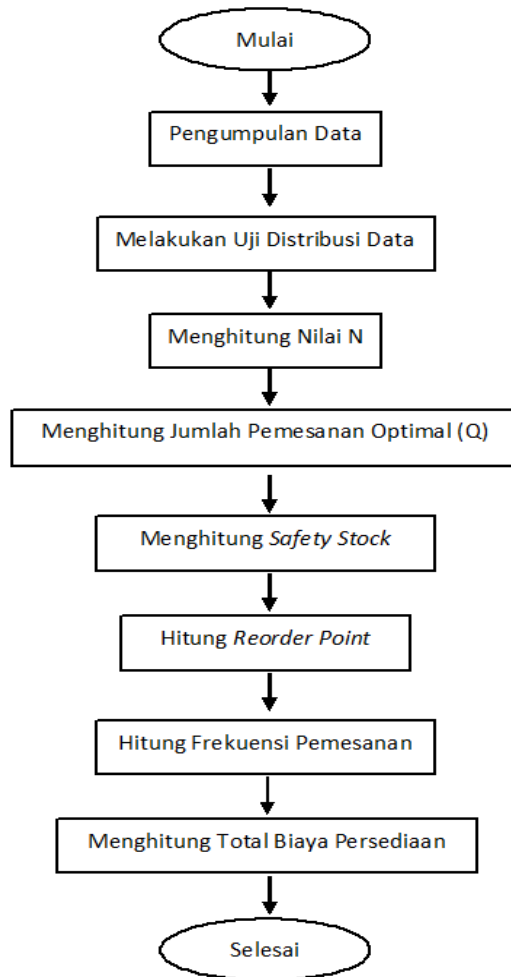 Mulai
Pengumpulan Data
Melakukan Uji Distribusi Data
Menghitung Nilai N
Menghitung Jumlah Pemesanan Optimal (Q)
Menghitung Safety Stock
Hitung Reorder Point
Hitung Frekuensi Pemesanan
Menghitung Total Biaya Persediaan
Selesai